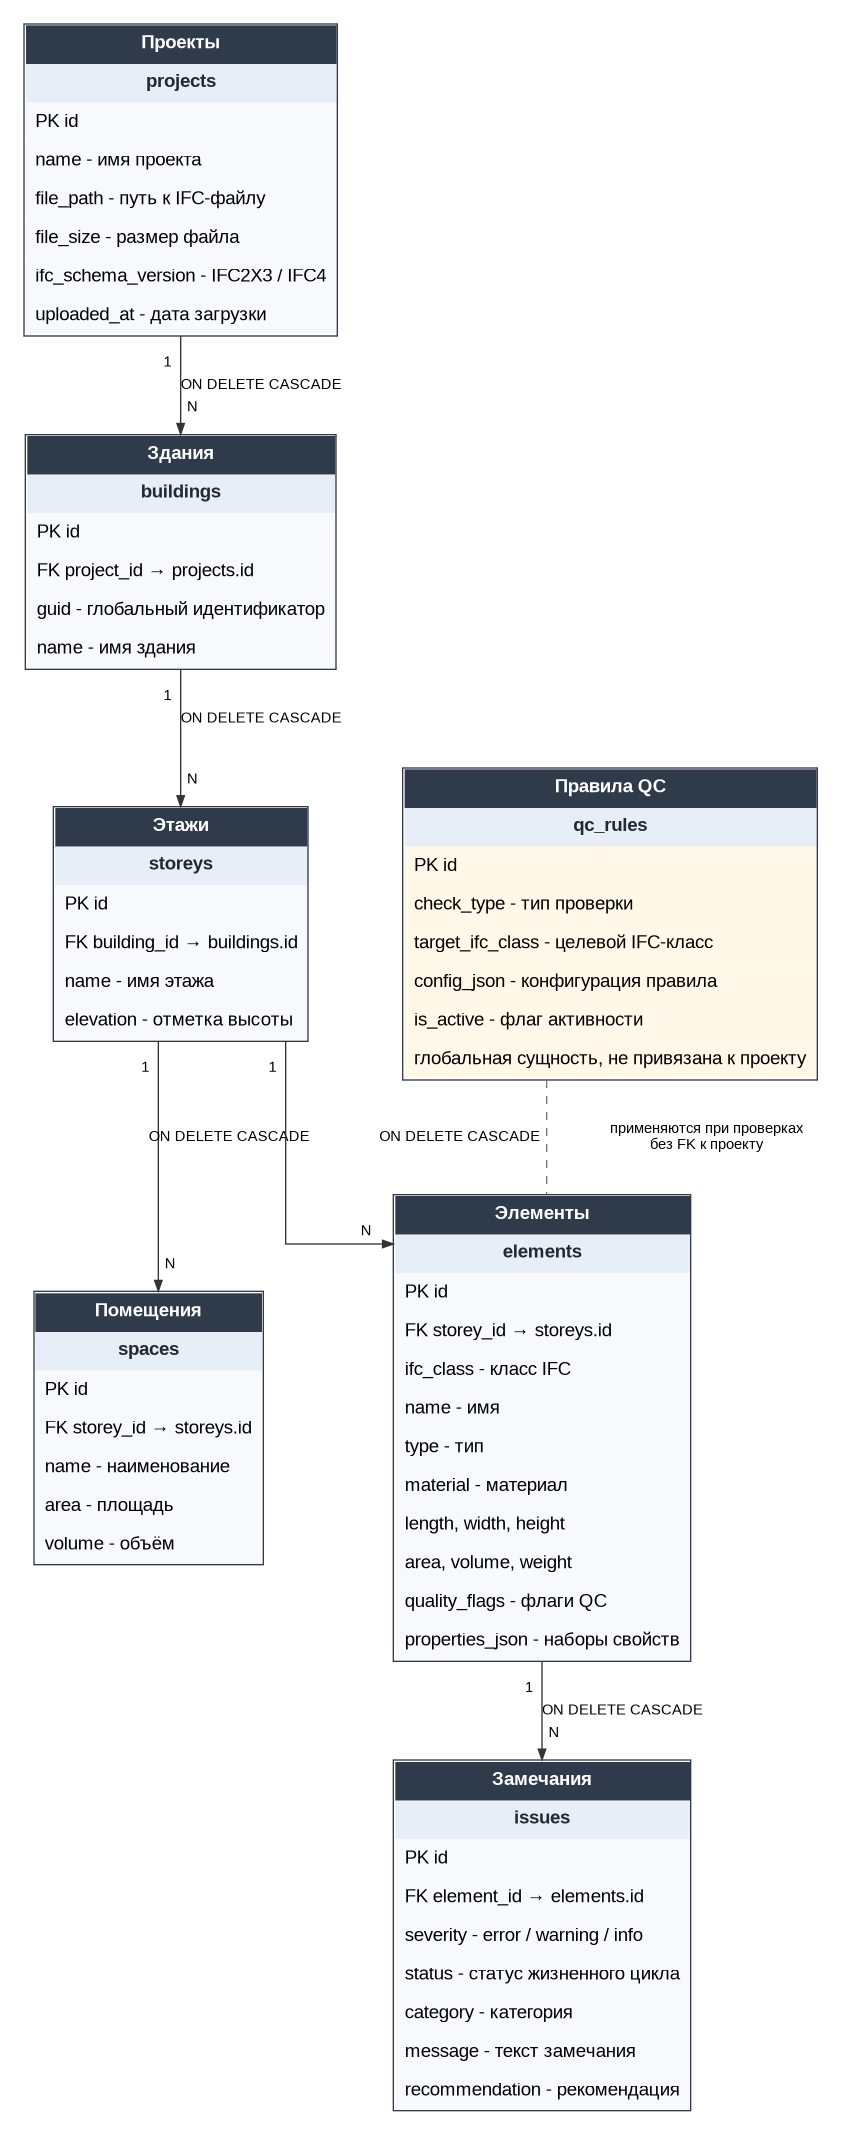 Проекты
projects
PK id
name - имя проекта
file_path - путь к IFC-файлу
file_size - размер файла
ifc_schema_version - IFC2X3 / IFC4
uploaded_at - дата загрузки
1
ON DELETE CASCADE
N
Здания
buildings
PK id
FK project_id → projects.id
guid - глобальный идентификатор
name - имя здания
1
ON DELETE CASCADE
N
Этажи
storeys
PK id
FK building_id → buildings.id
name - имя этажа
elevation - отметка высоты
Правила QC
qc_rules
PK id
check_type - тип проверки
target_ifc_class - целевой IFC-класс
config_json - конфигурация правила
is_active - флаг активности
глобальная сущность, не привязана к проекту
1
1
ON DELETE CASCADE
ON DELETE CASCADE
применяются при проверках
без FK к проекту
N
N
Помещения
spaces
PK id
FK storey_id → storeys.id
name - наименование
area - площадь
volume - объём
Элементы
elements
PK id
FK storey_id → storeys.id
ifc_class - класс IFC
name - имя
type - тип
material - материал
length, width, height
area, volume, weight
quality_flags - флаги QC
properties_json - наборы свойств
1
ON DELETE CASCADE
N
Замечания
issues
PK id
FK element_id → elements.id
severity - error / warning / info
status - статус жизненного цикла
category - категория
message - текст замечания
recommendation - рекомендация